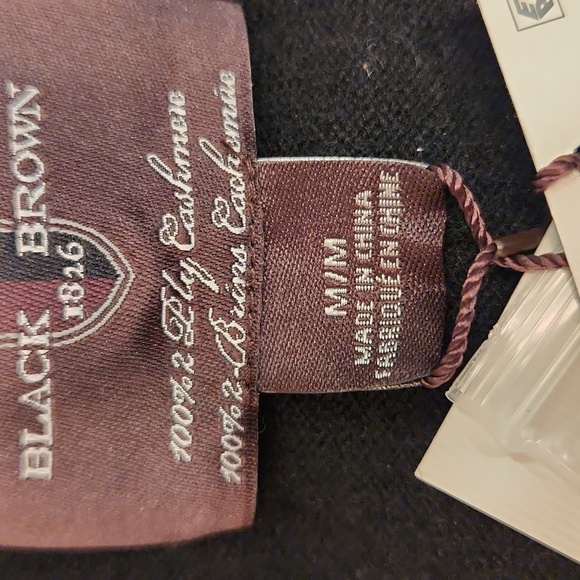 BLACK 1826 BROWN
100% 2 Ply Cashmere
100% 2-Brins Cachemire
M/M
MADE IN CHINA
FABRIQUÉ EN CHINE